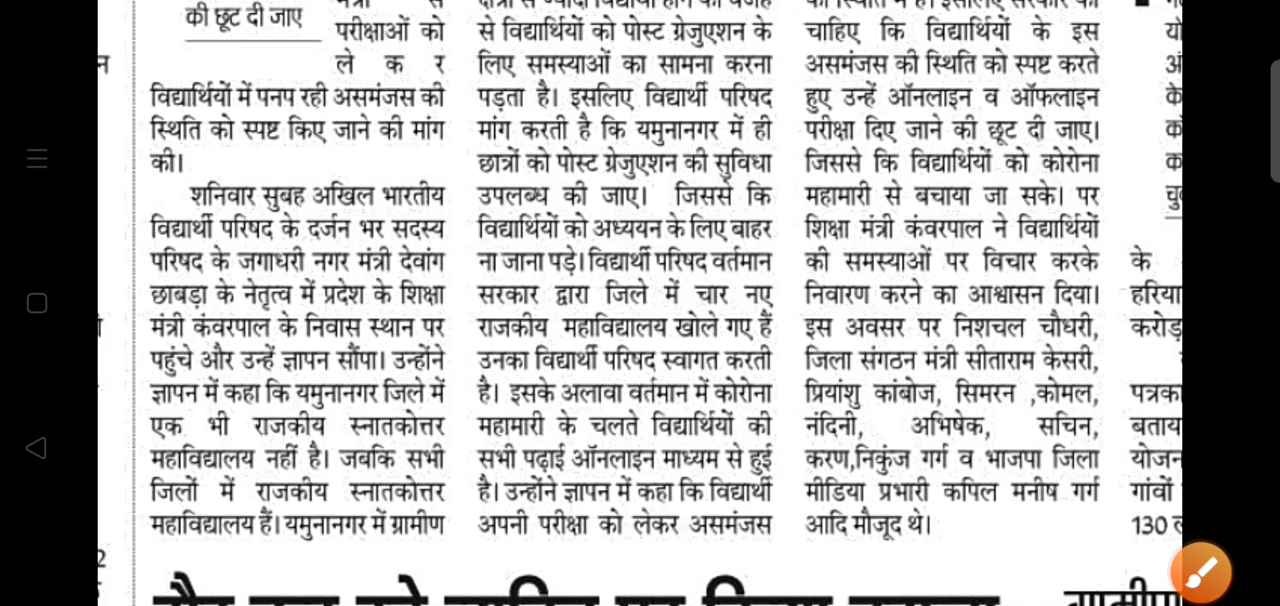 की छूट दी जाए
परीक्षाओं को
ले क र
विद्यार्थियों में पनप रही असमंजस की
स्थिति को स्पष्ट किए जाने की मांग
की।
शनिवार सुबह अखिल भारतीय
विद्यार्थी परिषद के दर्जन भर सदस्य
परिषद के जगाधरी नगर मंत्री देवांग
छाबड़ा के नेतृत्व में प्रदेश के शिक्षा
मंत्री कंवरपाल के निवास स्थान पर
पहुंचे और उन्हें ज्ञापन सौंपा। उन्होंने
ज्ञापन में कहा कि यमुनानगर जिले में
एक भी राजकीय स्नातकोत्तर
महाविद्यालय नहीं है। जबकि सभी
जिलों में राजकीय स्नातकोत्तर
महाविद्यालय हैं। यमुनानगर में ग्रामीण
से विद्यार्थियों को पोस्ट ग्रेजुएशन के
लिए समस्याओं का सामना करना
पड़ता है। इसलिए विद्यार्थी परिषद
मांग करती है कि यमुनानगर में ही
छात्रों को पोस्ट ग्रेजुएशन की सुविधा
उपलब्ध की जाए। जिससे कि
विद्यार्थियों को अध्ययन के लिए बाहर
ना जाना पड़े। विद्यार्थी परिषद वर्तमान
सरकार द्वारा जिले में चार नए
राजकीय महाविद्यालय खोले गए हैं
उनका विद्यार्थी परिषद स्वागत करती
है। इसके अलावा वर्तमान में कोरोना
महामारी के चलते विद्यार्थियों की
सभी पढ़ाई ऑनलाइन माध्यम से हुई
है। उन्होंने ज्ञापन में कहा कि विद्यार्थी
अपनी परीक्षा को लेकर असमंजस
चाहिए कि विद्यार्थियों के इस
असमंजस की स्थिति को स्पष्ट करते
हुए उन्हें ऑनलाइन व ऑफलाइन
परीक्षा दिए जाने की छूट दी जाए।
जिससे कि विद्यार्थियों को कोरोना
महामारी से बचाया जा सके। पर
शिक्षा मंत्री कंवरपाल ने विद्यार्थियों
की समस्याओं पर विचार करके
निवारण करने का आश्वासन दिया।
इस अवसर पर निशचल चौधरी,
जिला संगठन मंत्री सीताराम केसरी,
प्रियांशु कांबोज, सिमरन ,कोमल,
नंदिनी, अभिषेक, सचिन,
करण,निकुंज गर्ग व भाजपा जिला
मीडिया प्रभारी कपिल मनीष गर्ग
आदि मौजूद थे।
के
हरिया
करोड़
पत्रका
बताय
योजन
गांवों
130